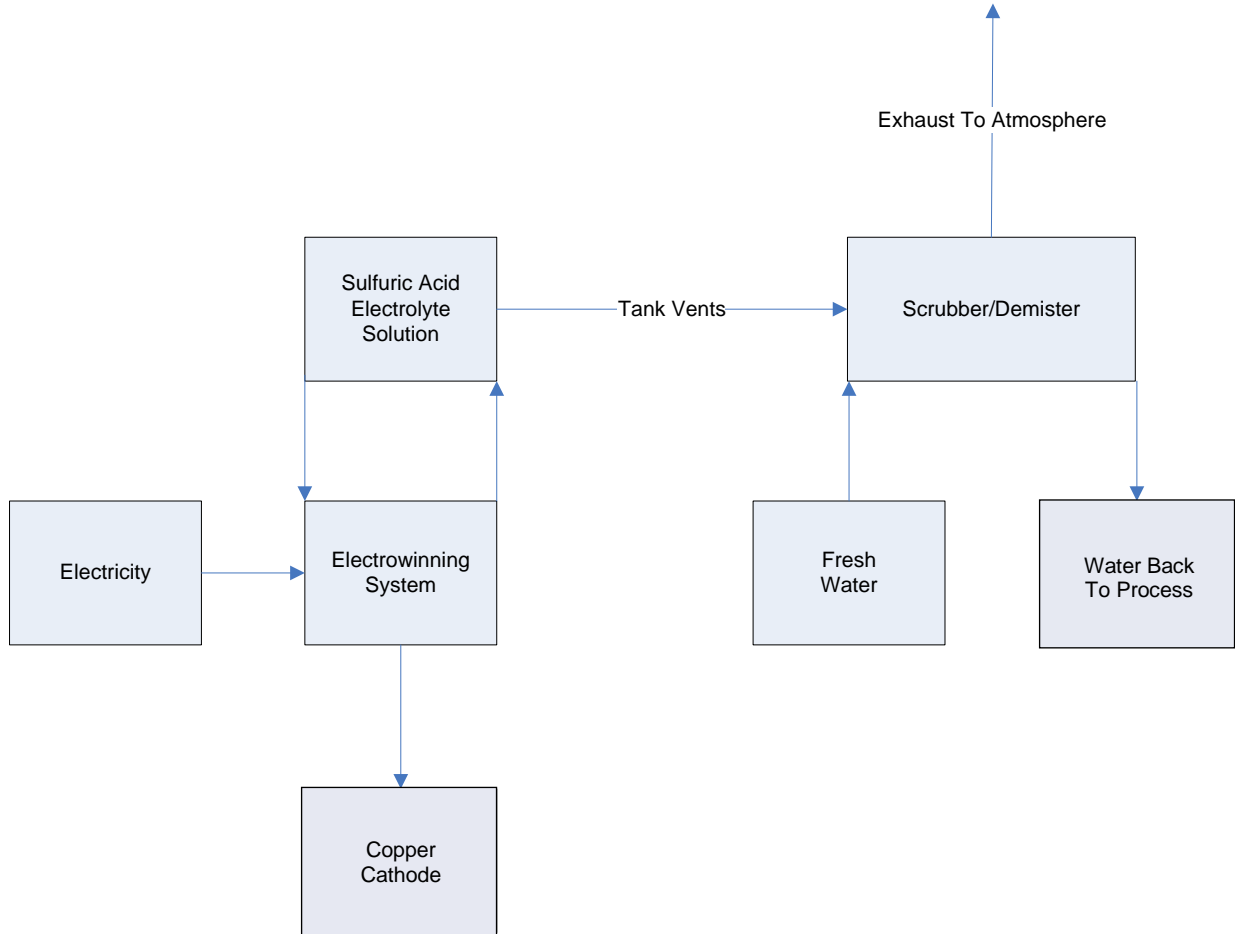 Exhaust To Atmosphere
Sulfuric Acid
Electrolyte
Solution
Tank Vents
Scrubber/Demister
Electricity
Electrowinning
System
Fresh
Water
Water Back
To Process
Copper
Cathode